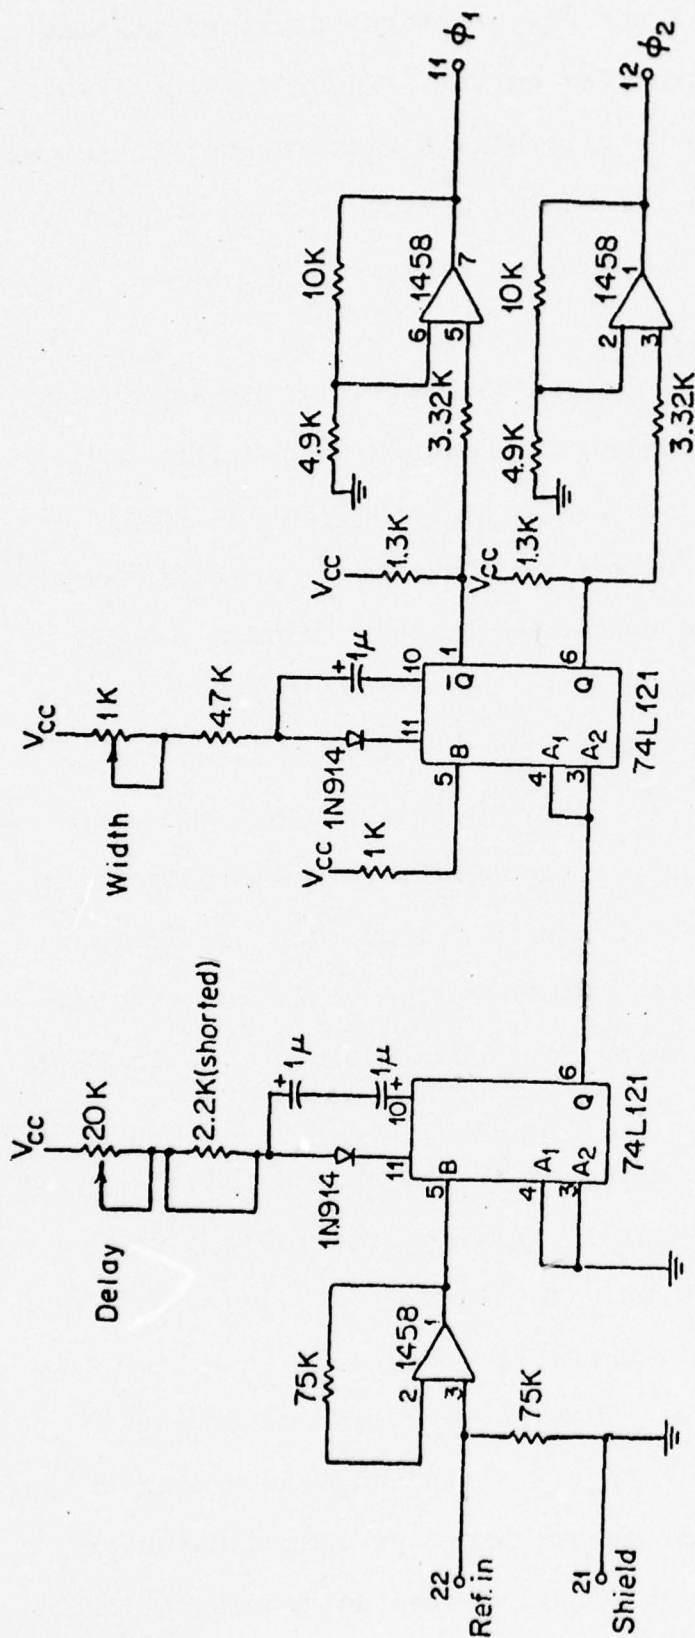 22
Ref. in
21
Shield
75K
75K
2
3
1458
1
Delay
VCC
20K
2.2K (shorted)
1N914
+
1μ
1μ
+
11
10
5
B
4
A1
3
A2
Q
6
74L121
Width
VCC
1K
4.7K
1N914
+
1μ
VCC
1K
11
10
5
B
4
A1
3
A2
Q̅
1
Q
6
74L121
VCC
1.3K
VCC
1.3K
4.9K
10K
6
5
1458
7
3.32K
11
ϕ1
4.9K
10K
2
3
1458
1
3.32K
12
ϕ2